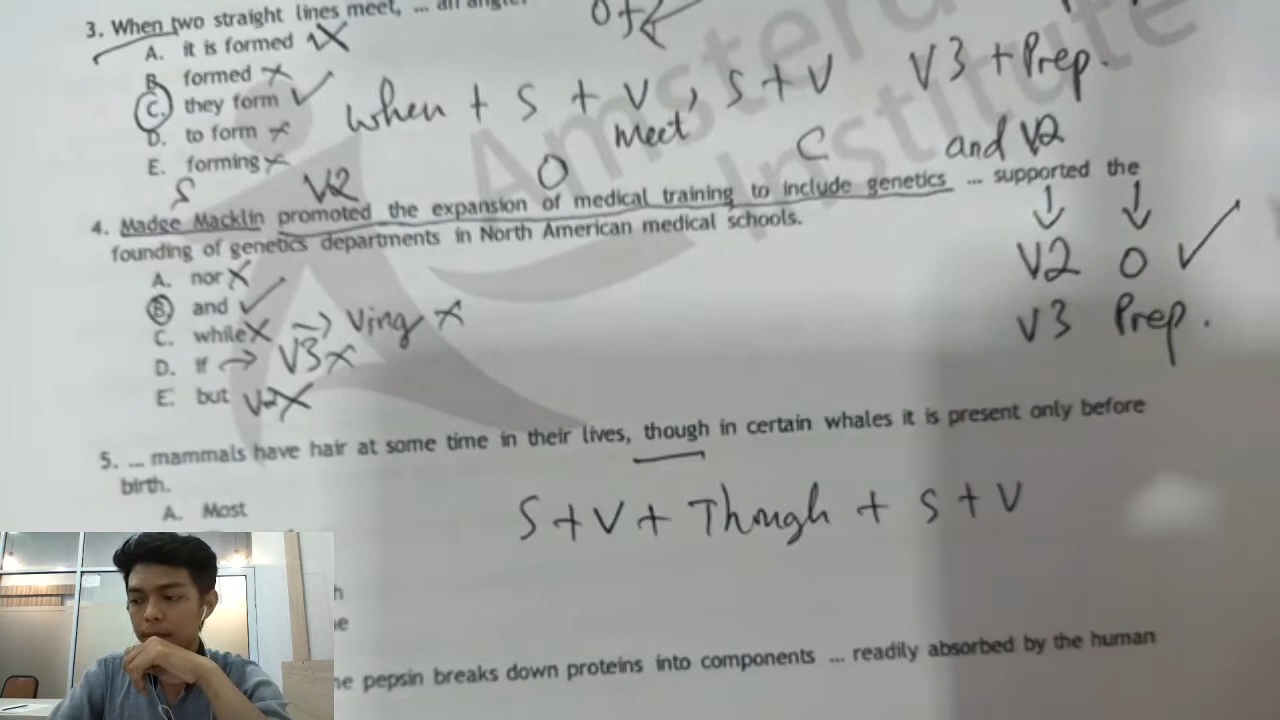 3. When two straight lines meet, ... an angle.
A. it is formed X
B. formed X
C. they form ✓
D. to form X
E. forming X
of
when + S + V, S + V
meet
V3 + Prep.
Amsterd
Institute
S V2 O C and V2
4. Madge Macklin promoted the expansion of medical training to include genetics ... supported the
founding of genetics departments in North American medical schools.
V2 O ✓
V3 Prep.
A. nor X
B. and ✓
C. while X → Ving X
D. if → V3 X
E. but V2 X
5. ... mammals have hair at some time in their lives, though in certain whales it is present only before
birth.
A. Most
S + V + Though + S + V
h
e
ne pepsin breaks down proteins into components ... readily absorbed by the human